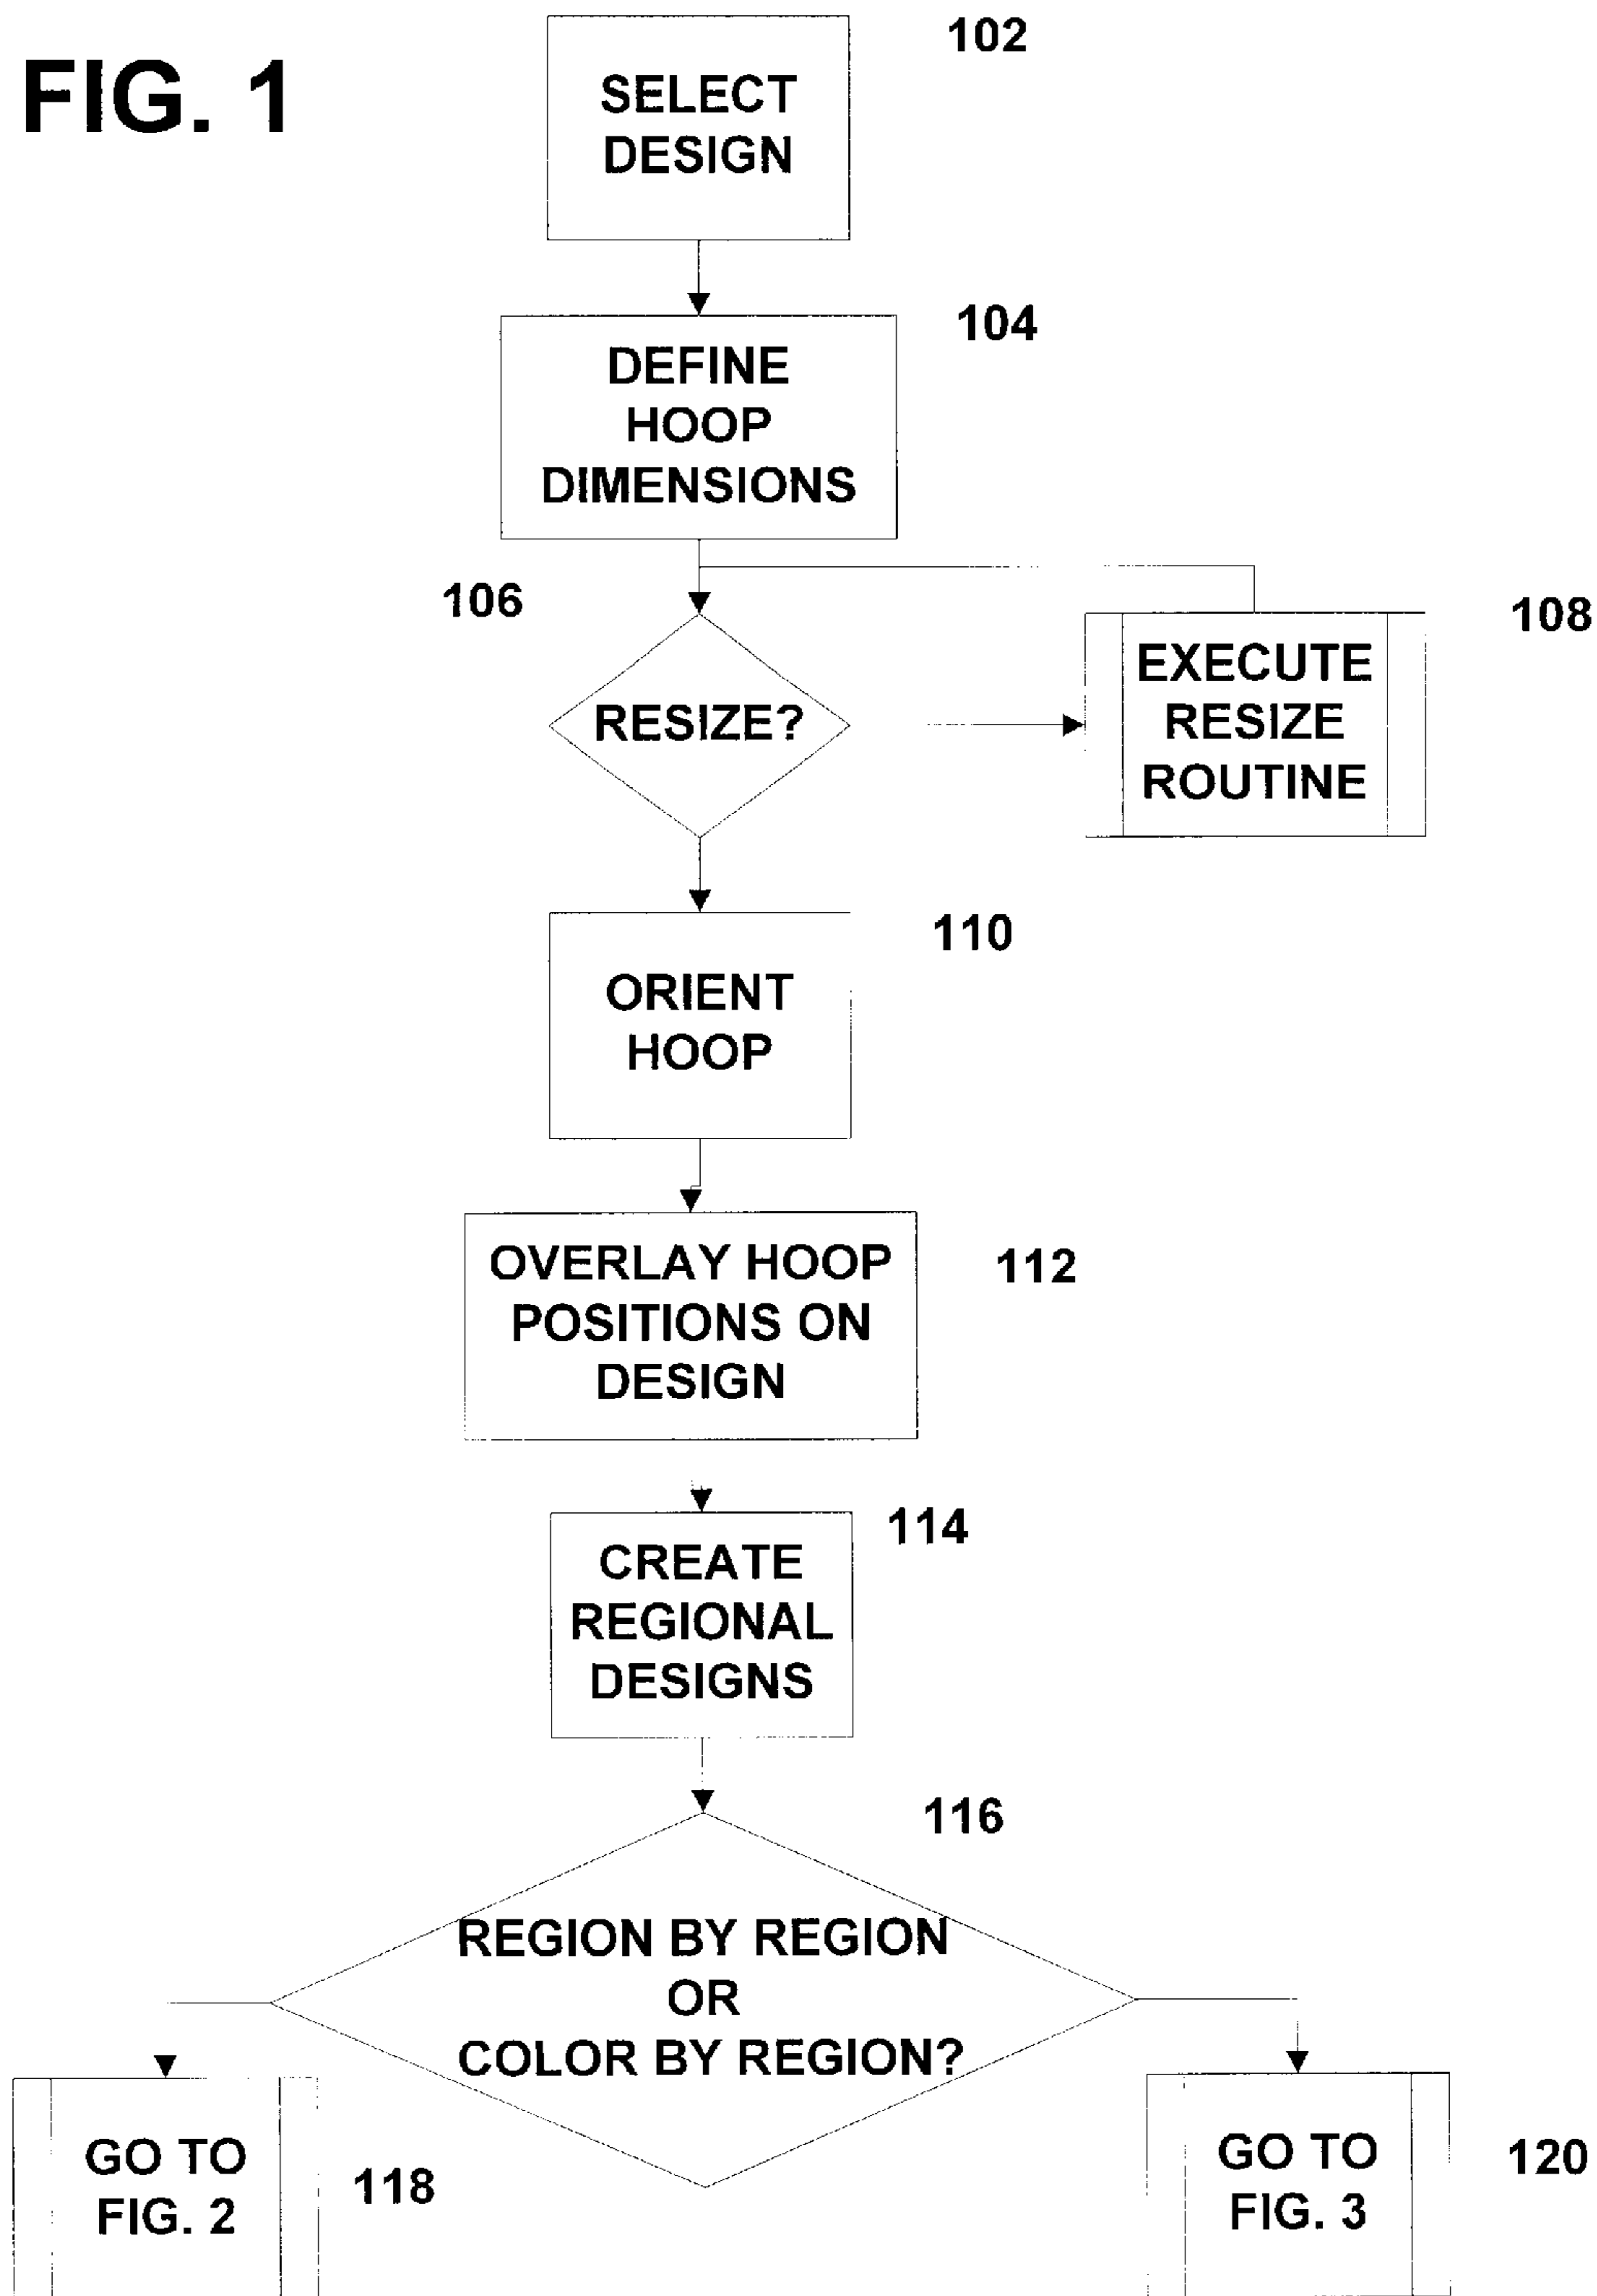 FIG. 1
102
SELECT
DESIGN
104
DEFINE
HOOP
DIMENSIONS
106
RESIZE?
108
EXECUTE
RESIZE
ROUTINE
110
ORIENT
HOOP
112
OVERLAY HOOP
POSITIONS ON
DESIGN
114
CREATE
REGIONAL
DESIGNS
116
REGION BY REGION
OR
COLOR BY REGION?
GO TO
FIG. 2
118
GO TO
FIG. 3
120